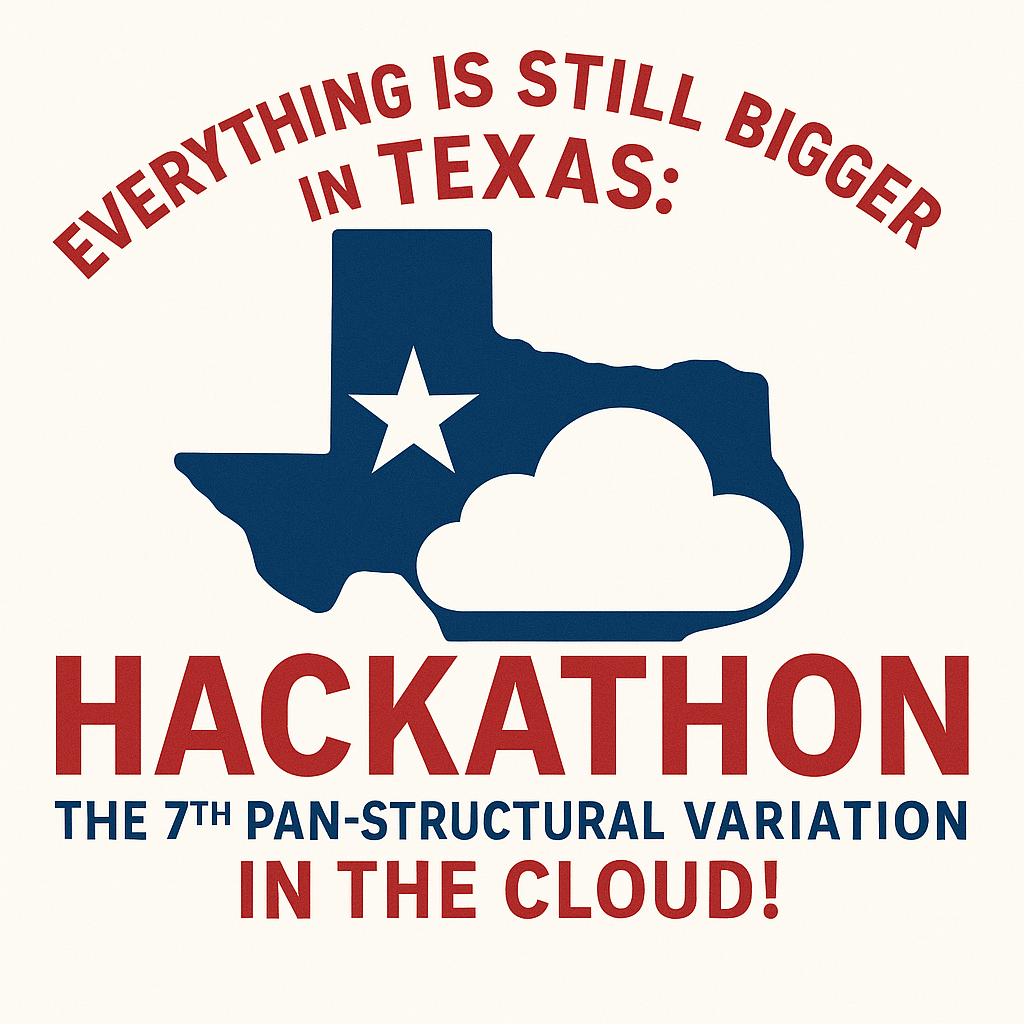 EVERYTHING IS STILL BIGGER
IN TEXAS:
HACKATHON
THE 7TH PAN-STRUCTURAL VARIATION
IN THE CLOUD!